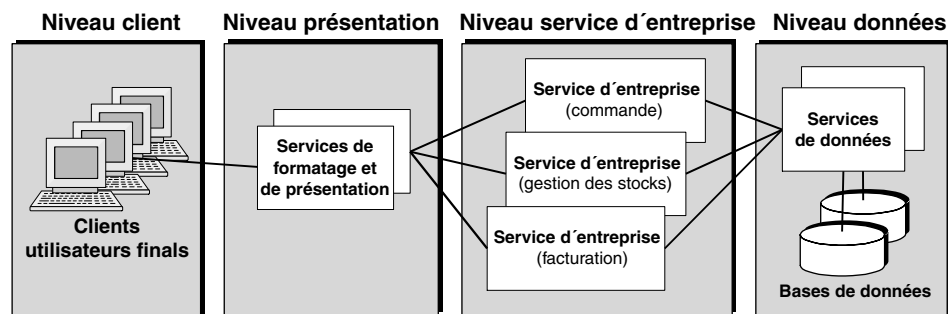 Niveau client
Niveau présentation
Niveau service d´entreprise
Niveau données
Clients
utilisateurs finals
Services de
formatage et
de présentation
Service d´entreprise
(commande)
Service d´entreprise
(gestion des stocks)
Service d´entreprise
(facturation)
Services
de données
Bases de données